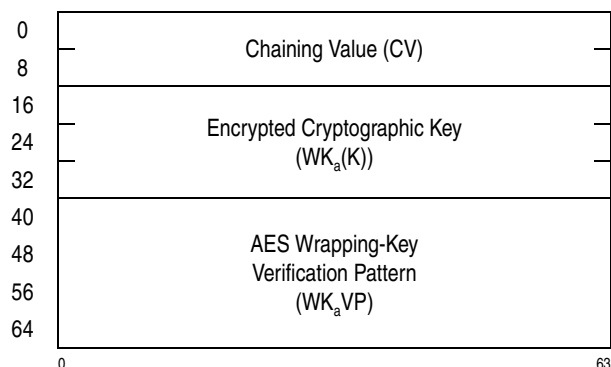 0
Chaining Value (CV)
8
16
24
Encrypted Cryptographic Key
(WKa(K))
32
40
48
AES Wrapping-Key
Verification Pattern
56
(WKaVP)
64
0 63